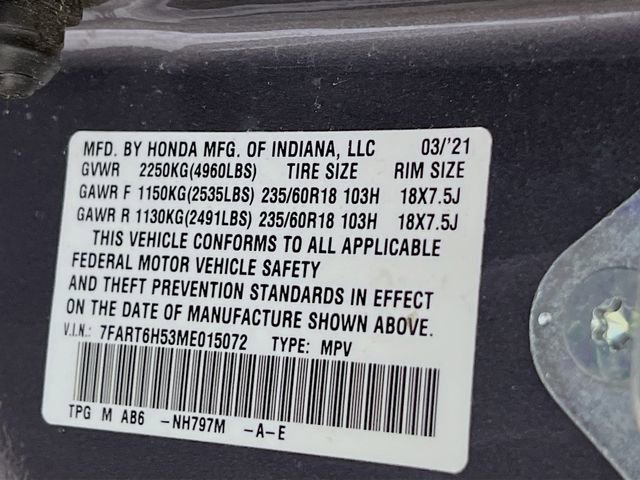 MFD. BY HONDA MFG. OF INDIANA, LLC 03/'21
GVWR 2250KG(4960LBS) TIRE SIZE RIM SIZE
GAWR F 1150KG(2535LBS) 235/60R18 103H 18X7.5J
GAWR R 1130KG(2491LBS) 235/60R18 103H 18X7.5J
THIS VEHICLE CONFORMS TO ALL APPLICABLE
FEDERAL MOTOR VEHICLE SAFETY
AND THEFT PREVENTION STANDARDS IN EFFECT
ON THE DATE OF MANUFACTURE SHOWN ABOVE.
V.I.N.: 7FART6H53ME015072 TYPE: MPV
TPG M AB6 -NH797M -A-E